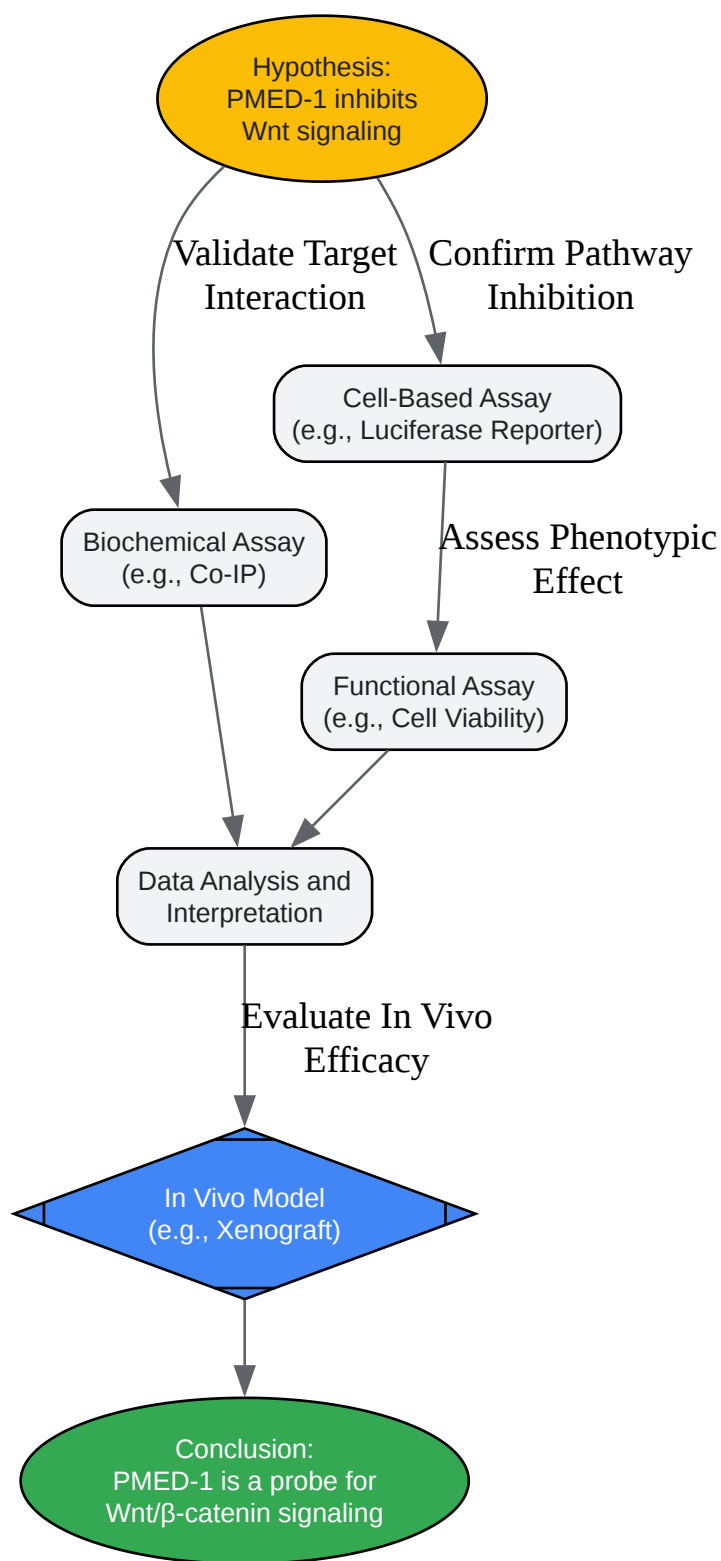 Hypothesis:
PMED-1 inhibits
Wnt signaling
Validate Target
Interaction
Confirm Pathway
Inhibition
Cell-Based Assay
(e.g., Luciferase Reporter)
Biochemical Assay
(e.g., Co-IP)
Assess Phenotypic
Effect
Functional Assay
(e.g., Cell Viability)
Data Analysis and
Interpretation
Evaluate In Vivo
Efficacy
In Vivo Model
(e.g., Xenograft)
Conclusion:
PMED-1 is a probe for
Wnt/β-catenin signaling